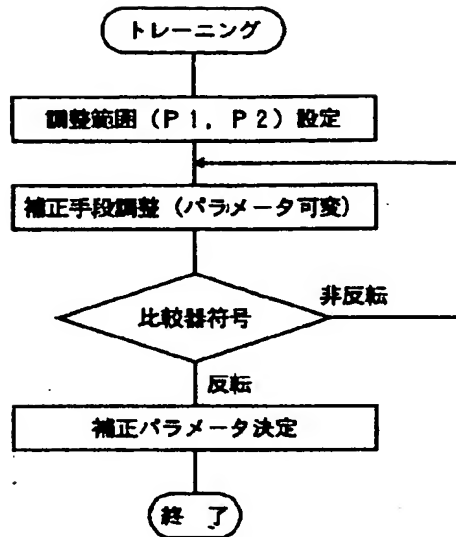 トレーニング
調整範囲(P1, P2)設定
補正手段調整(パラメータ可変)
比較器符号
非反転
反転
補正パラメータ決定
終 了